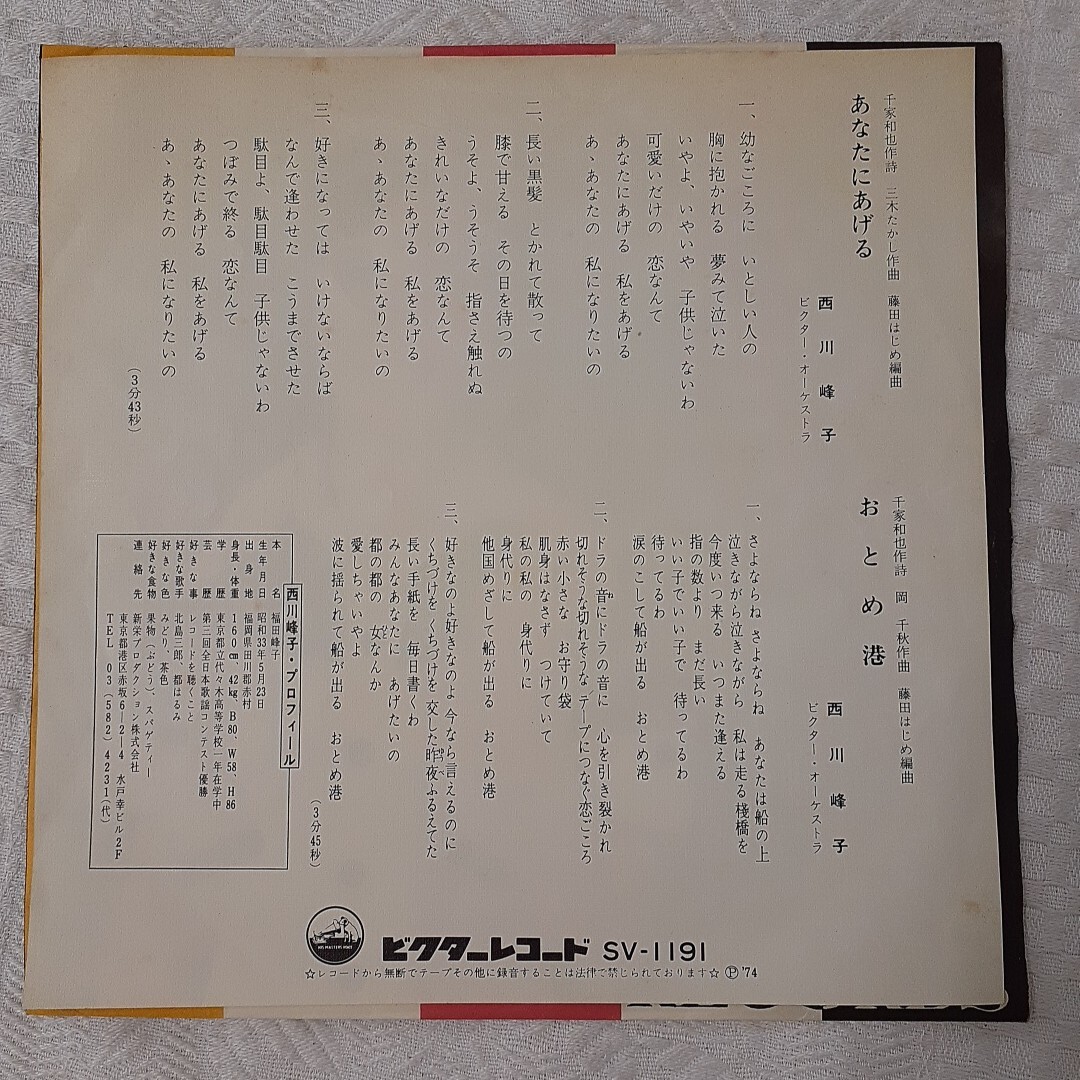 千家和也作詩　三木たかし作曲　藤田はじめ編曲
あなたにあげる
西川峰子
ビクター・オーケストラ
一、幼なごころに　いとしい人の
胸に抱かれる　夢みて泣いた
いやよ、いやいや　子供じゃないわ
可愛いだけの　恋なんて
あなたにあげる　私をあげる
あゝあなたの　私になりたいの
二、長い黒髪　とかれて散って
膝で甘える　その日を待つの
うそよ、うそうそ　指さえ触れぬ
きれいなだけの　恋なんて
あなたにあげる　私をあげる
あゝあなたの　私になりたいの
三、好きになっては　いけないならば
なんで逢わせた　こうまでさせた
駄目よ、駄目駄目　子供じゃないわ
つぼみで終る　恋なんて
あなたにあげる　私をあげる
あゝあなたの　私になりたいの
（3分43秒）
千家和也作詩　岡　千秋作曲　藤田はじめ編曲
おとめ港
西川峰子
ビクター・オーケストラ
一、さよならね　さよならね　あなたは船の上
泣きながら泣きながら　私は走る桟橋を
今度いつ来る　いつまた逢える
指の数より　まだ長い
いい子でいい子で　待ってるわ
待ってるわ
涙のこして船が出る　おとめ港
二、ドラの音にドラの音に　心を引き裂かれ
切れそうな切れそうな　テープにつなぐ恋ごころ
赤い小さな　お守り袋
肌身はなさず　つけていて
私の私の　身代りに
身代りに
他国めざして船が出る　おとめ港
三、好きなのよ好きなのよ　今なら言えるのに
くちづけを　くちづけを　交した昨夜ふるえてた
長い手紙を　毎日書くわ
みんなあなたに　あげたいの
都の都の　女なんか
愛しちゃいやよ
波に揺られて船が出る　おとめ港
（3分45秒）
西川峰子・プロフィール
本名　福田峰子
生年月日　昭和33年5月23日
出身地　福岡県田川郡赤村
身長・体重　160cm、42kg、B80、W58、H86
学歴　東京都立代々木高等学校一年在学中
芸歴　第三回全日本歌謡コンテスト優勝
好きな事　レコードを聴くこと
好きな歌手　北島三郎、都はるみ
好きな色　みどり、茶色
好きな食物　果物（ぶどう）、スパゲティー
連絡先　新栄プロダクション株式会社
東京都港区赤坂6ー2ー4　水戸幸ビル2F
TEL 03（582）4231（代）
HIS MASTER'S VOICE
ビクターレコード SV-1191
☆レコードから無断でテープその他に録音することは法律で禁じられております☆ Ⓟ'74